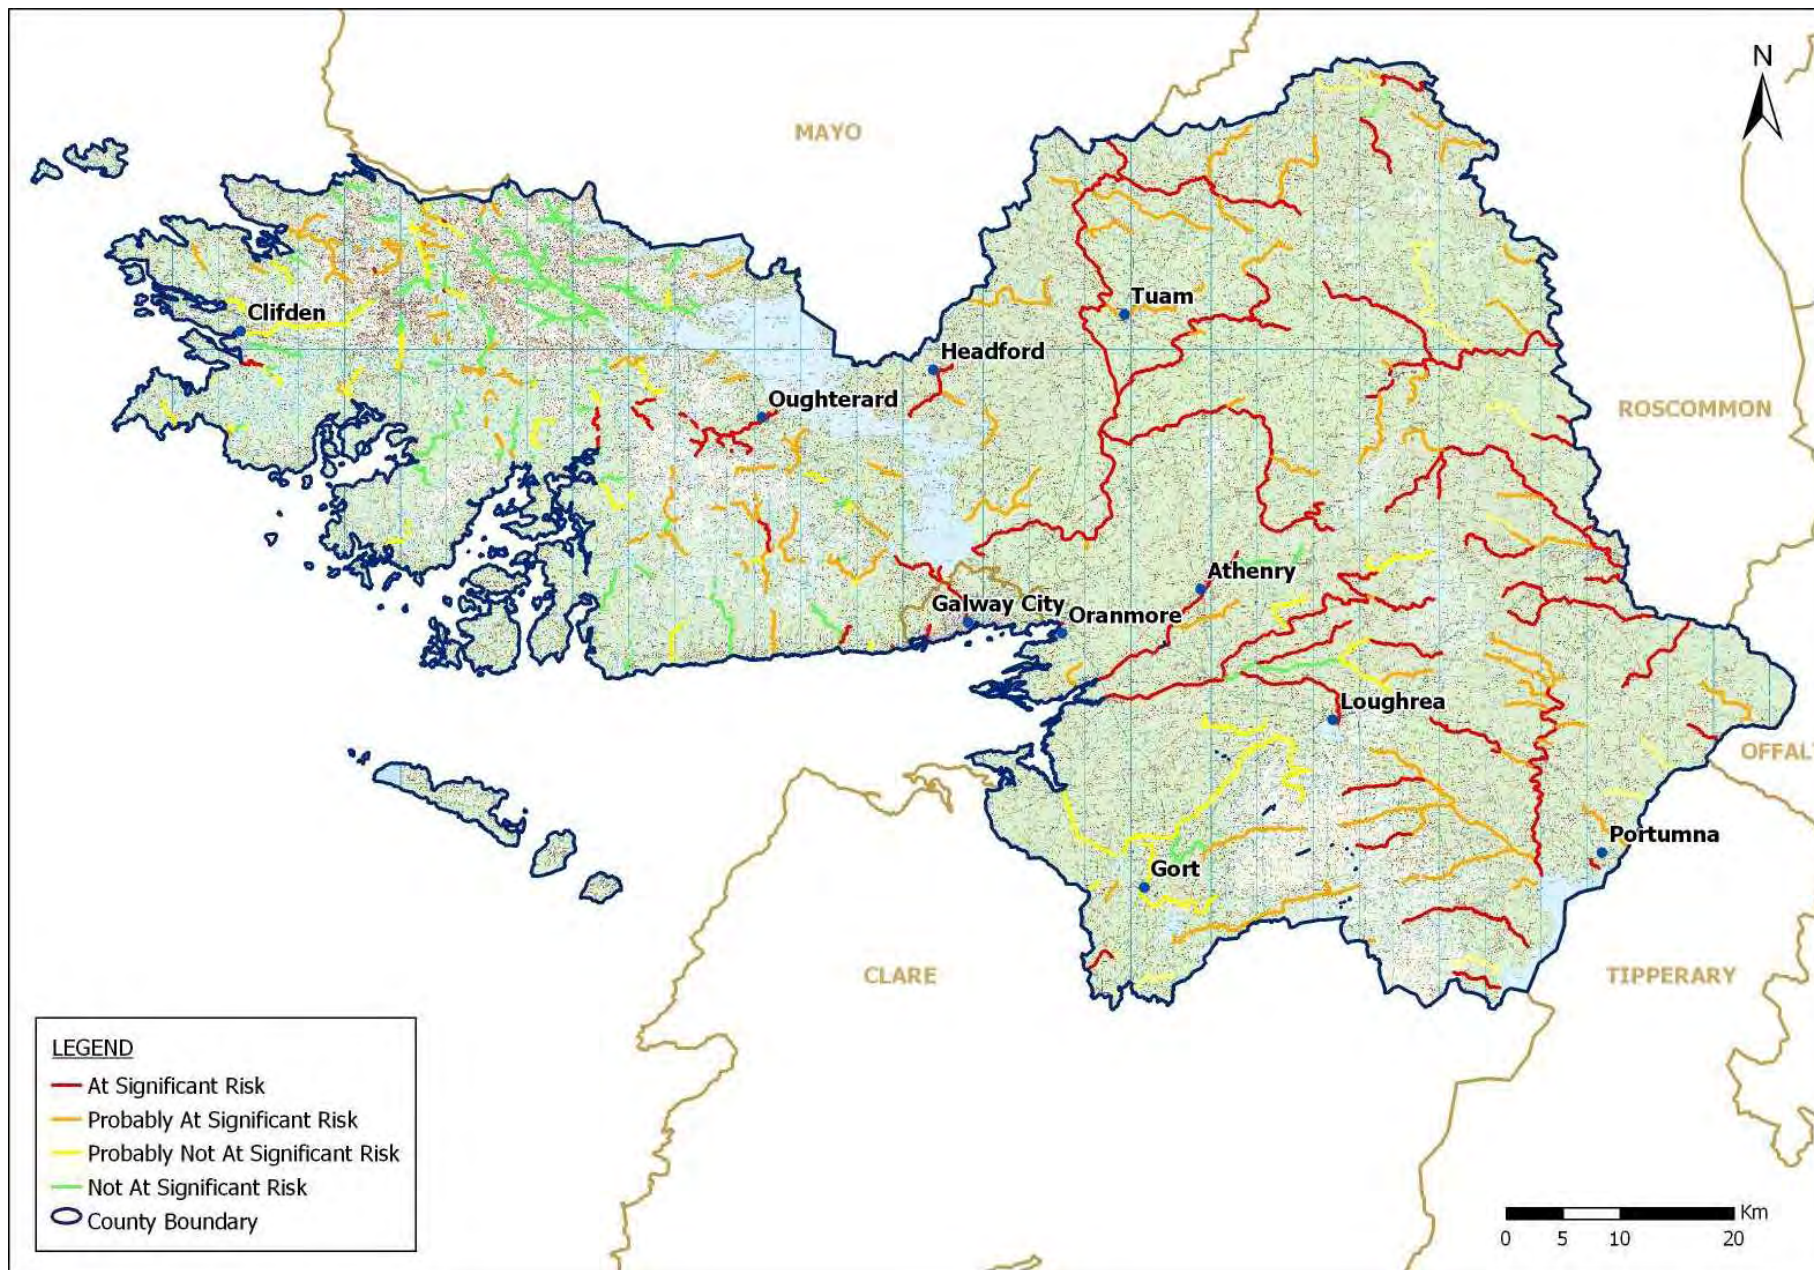 N
MAYO
Clifden
Tuam
Headford
Oughterard
ROSCOMMON
Athenry
Galway City
Oranmore
Loughrea
OFFAL
Portumna
Gort
CLARE
TIPPERARY
LEGEND
At Significant Risk
Probably At Significant Risk
Probably Not At Significant Risk
Not At Significant Risk
County Boundary
Km
0 5 10 20